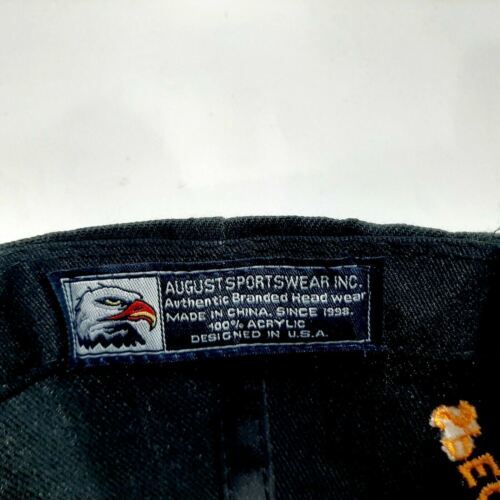 AUGUST SPORTSWEAR INC.
Authentic Branded Head wear
MADE IN CHINA. SINCE 1998.
100% ACRYLIC
DESIGNED IN U.S.A.